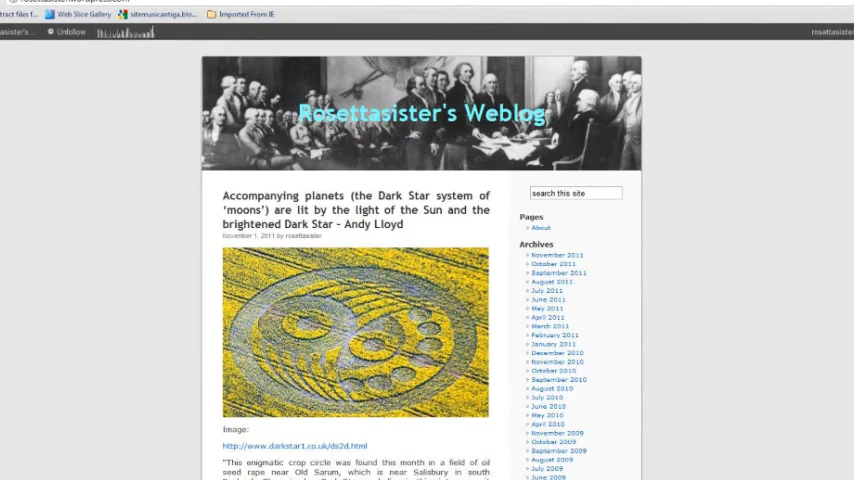 rosettasister.wordpress.com
tract files f...
Web Slice Gallery
sitemusicantiga.blo...
Imported From IE
asister's...
Unfollow
rosettasister
Rosettasister's Weblog
Accompanying planets (the Dark Star system of
‘moons’) are lit by the light of the Sun and the
brightened Dark Star – Andy Lloyd
November 1, 2011 by rosettasister
Image:
http://www.darkstar1.co.uk/ds2d.html
"This enigmatic crop circle was found this month in a field of oil
seed rape near Old Sarum, which is near Salisbury in south
search this site
Pages
About
Archives
November 2011
October 2011
September 2011
August 2011
July 2011
June 2011
May 2011
April 2011
March 2011
February 2011
January 2011
December 2010
November 2010
October 2010
September 2010
August 2010
July 2010
June 2010
May 2010
April 2010
November 2009
October 2009
September 2009
August 2009
July 2009
June 2009